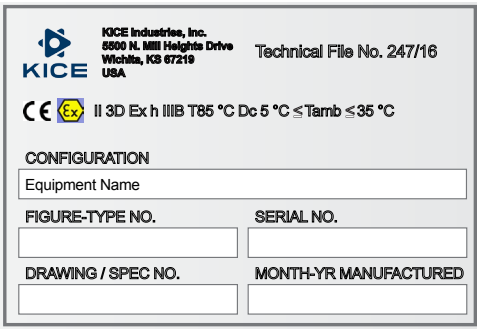 KICE
KICE Industries, Inc.
5500 N. Mill Heights Drive
Wichita, KS 67219
USA
Technical File No. 247/16
CE Ex II 3D Ex h IIIB T85 °C Dc 5 °C ≤Tamb ≤35 °C
CONFIGURATION
Equipment Name
FIGURE-TYPE NO.
SERIAL NO.
DRAWING / SPEC NO.
MONTH-YR MANUFACTURED